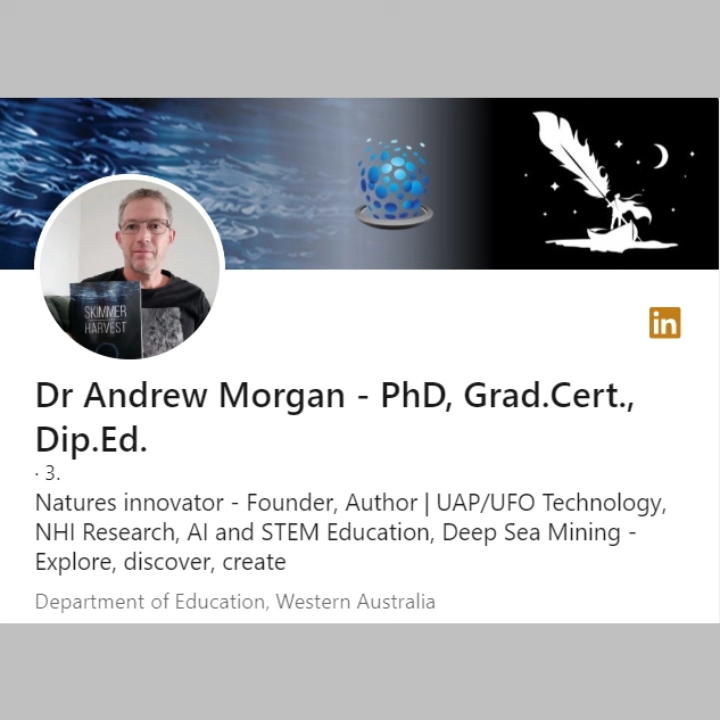 SKIMMER
HARVEST
in
Dr Andrew Morgan - PhD, Grad.Cert.,
Dip.Ed.
· 3.
Natures innovator - Founder, Author | UAP/UFO Technology,
NHI Research, AI and STEM Education, Deep Sea Mining -
Explore, discover, create
Department of Education, Western Australia